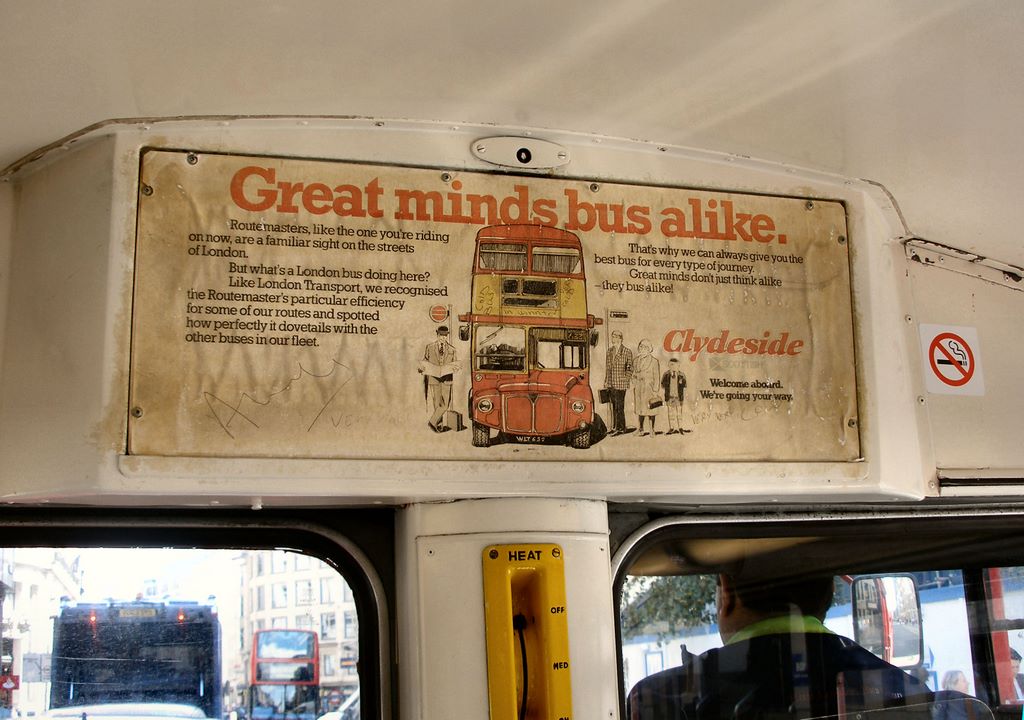 Great minds bus alike.
Routemasters, like the one you're riding
on now, are a familiar sight on the streets
of London.
But what's a London bus doing here?
Like London Transport, we recognised
the Routemaster's particular efficiency
for some of our routes and spotted
how perfectly it dovetails with the
other buses in our fleet.
That's why we can always give you the
best bus for every type of journey.
Great minds don't just think alike
–they bus alike!
Clydeside
SCOTTISH
Welcome aboard.
We're going your way.
HEAT
OFF
MED